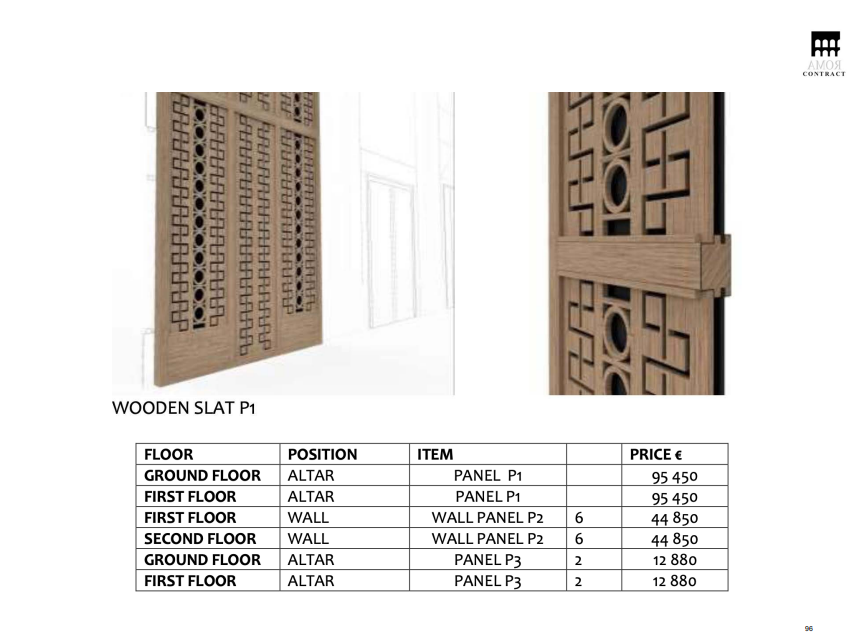 AMOR
CONTRACT
WOODEN SLAT P1
FLOOR POSITION ITEM PRICE €
GROUND FLOOR ALTAR PANEL P1 95 450
FIRST FLOOR ALTAR PANEL P1 95 450
FIRST FLOOR WALL WALL PANEL P2 6 44 850
SECOND FLOOR WALL WALL PANEL P2 6 44 850
GROUND FLOOR ALTAR PANEL P3 2 12 880
FIRST FLOOR ALTAR PANEL P3 2 12 880
96